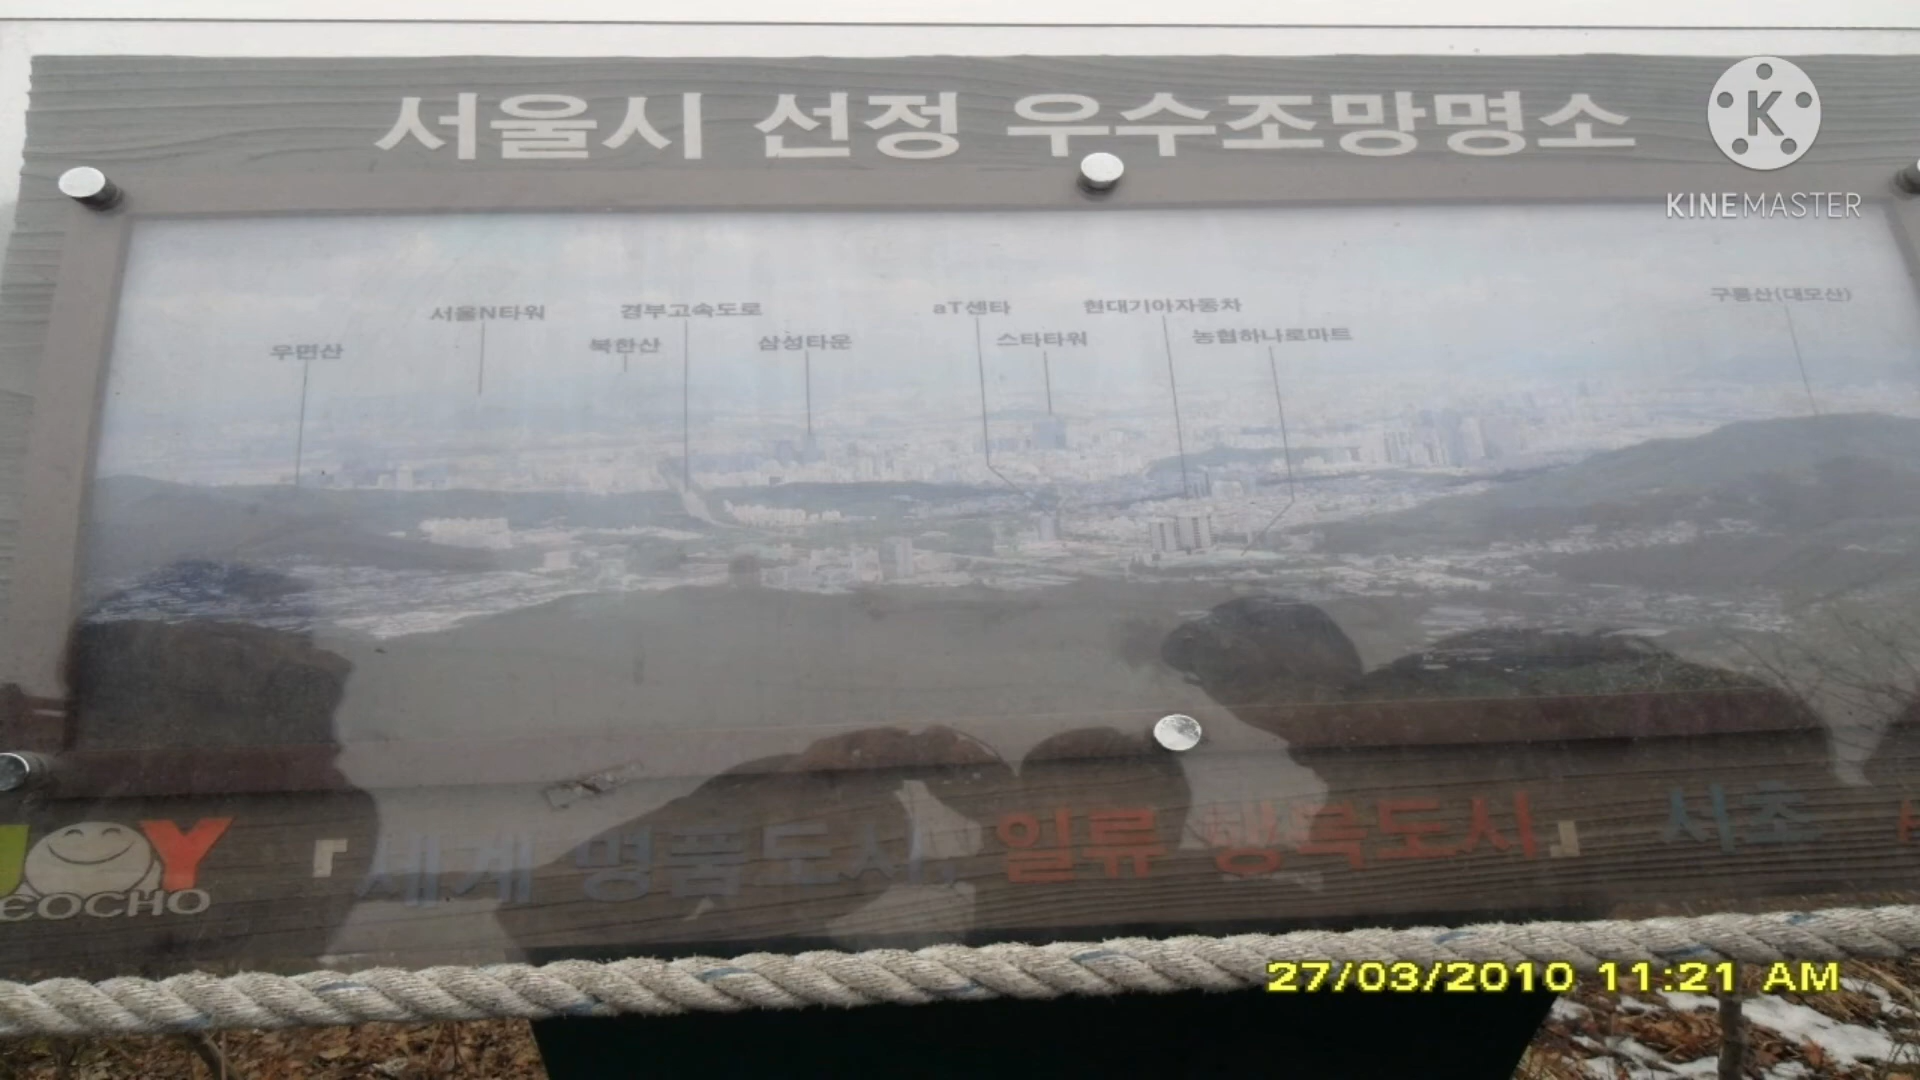 서울시 선정 우수조망명소
KINEMASTER
서울N타워 경부고속도로 aT센타 현대기아자동차 구룡산(대모산)
우면산 북한산 삼성타운 스타타워 농협하나로마트
JOY 『세계 명품도시, 일류 행복도시』 서초
EOCHO
27/03/2010 11:21 AM